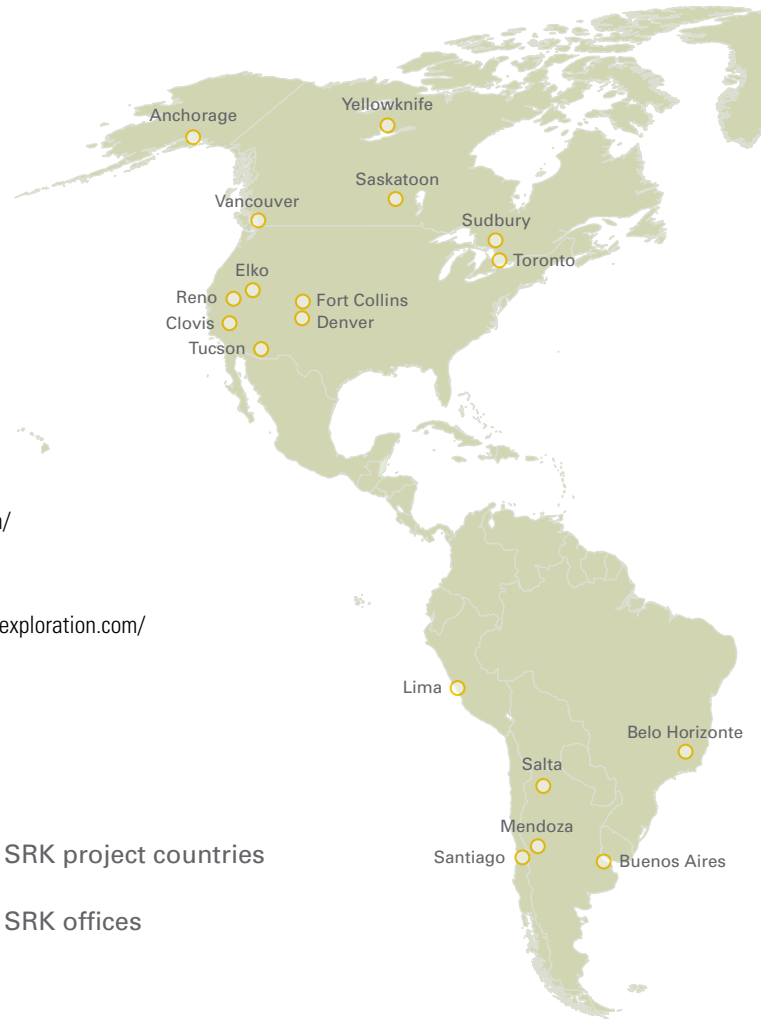 Yellowknife
Anchorage
Saskatoon
Vancouver
Sudbury
Toronto
Elko
Reno
Fort Collins
Clovis
Denver
Tucson
/
exploration.com/
Lima
Belo Horizonte
Salta
Mendoza
SRK project countries
Santiago
Buenos Aires
SRK offices